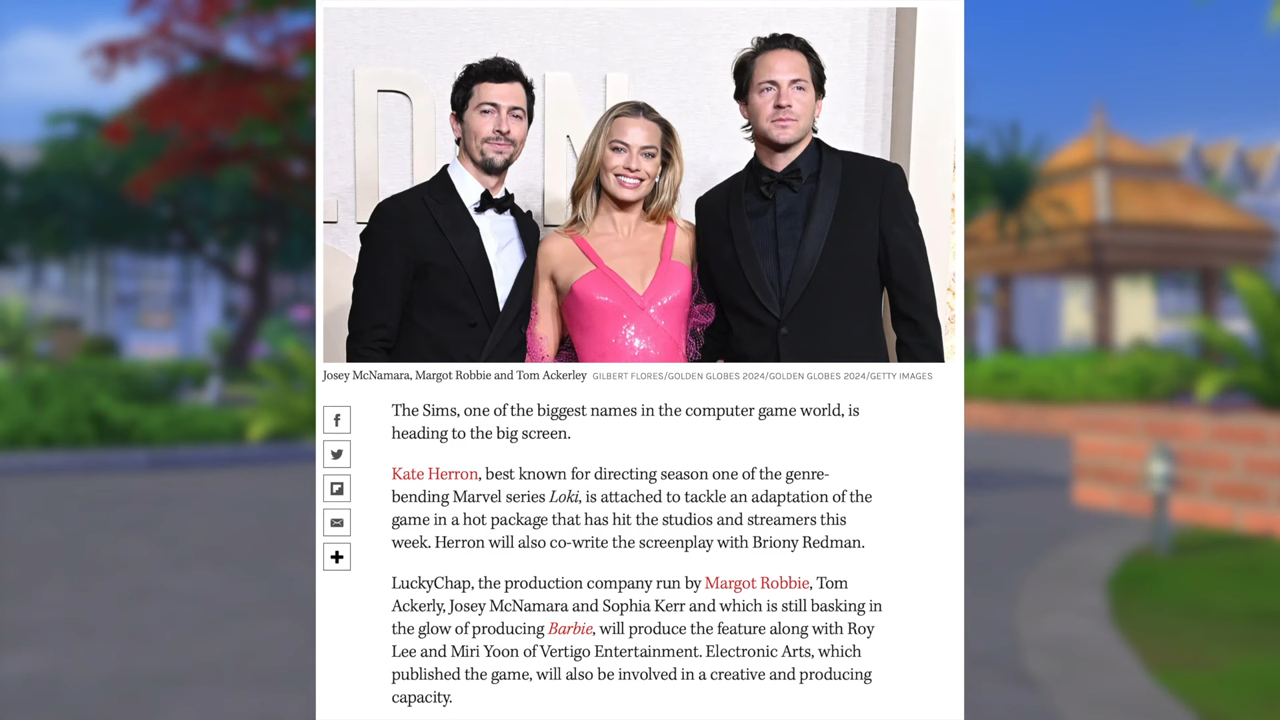 Josey McNamara, Margot Robbie and Tom Ackerley GILBERT FLORES/GOLDEN GLOBES 2024/GOLDEN GLOBES 2024/GETTY IMAGES
The Sims, one of the biggest names in the computer game world, is
heading to the big screen.
Kate Herron, best known for directing season one of the genre-
bending Marvel series Loki, is attached to tackle an adaptation of the
game in a hot package that has hit the studios and streamers this
week. Herron will also co-write the screenplay with Briony Redman.
LuckyChap, the production company run by Margot Robbie, Tom
Ackerly, Josey McNamara and Sophia Kerr and which is still basking in
the glow of producing Barbie, will produce the feature along with Roy
Lee and Miri Yoon of Vertigo Entertainment. Electronic Arts, which
published the game, will also be involved in a creative and producing
capacity.